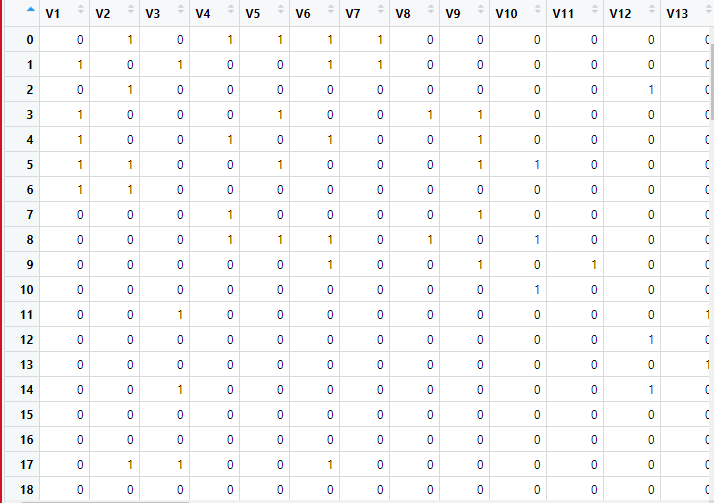 V1 V2 V3 V4 V5 V6 V7 V8 V9 V10 V11 V12 V13
0 0 1 0 1 1 1 1 0 0 0 0 0 0
1 1 0 1 0 0 1 1 0 0 0 0 0 0
2 0 1 0 0 0 0 0 0 0 0 0 1 0
3 1 0 0 0 1 0 0 1 1 0 0 0 0
4 1 0 0 1 0 1 0 0 1 0 0 0 0
5 1 1 0 0 1 0 0 0 1 1 0 0 0
6 1 1 0 0 0 0 0 0 0 0 0 0 0
7 0 0 0 1 0 0 0 0 1 0 0 0 0
8 0 0 0 1 1 1 0 1 0 1 0 0 0
9 0 0 0 0 0 1 0 0 1 0 1 0 0
10 0 0 0 0 0 0 0 0 0 1 0 0 0
11 0 0 1 0 0 0 0 0 0 0 0 0 1
12 0 0 0 0 0 0 0 0 0 0 0 1 0
13 0 0 0 0 0 0 0 0 0 0 0 0 1
14 0 0 1 0 0 0 0 0 0 0 0 1 0
15 0 0 0 0 0 0 0 0 0 0 0 0 0
16 0 0 0 0 0 0 0 0 0 0 0 0 0
17 0 1 1 0 0 1 0 0 0 0 0 0 0
18 0 0 0 0 0 0 0 0 0 0 0 0 0